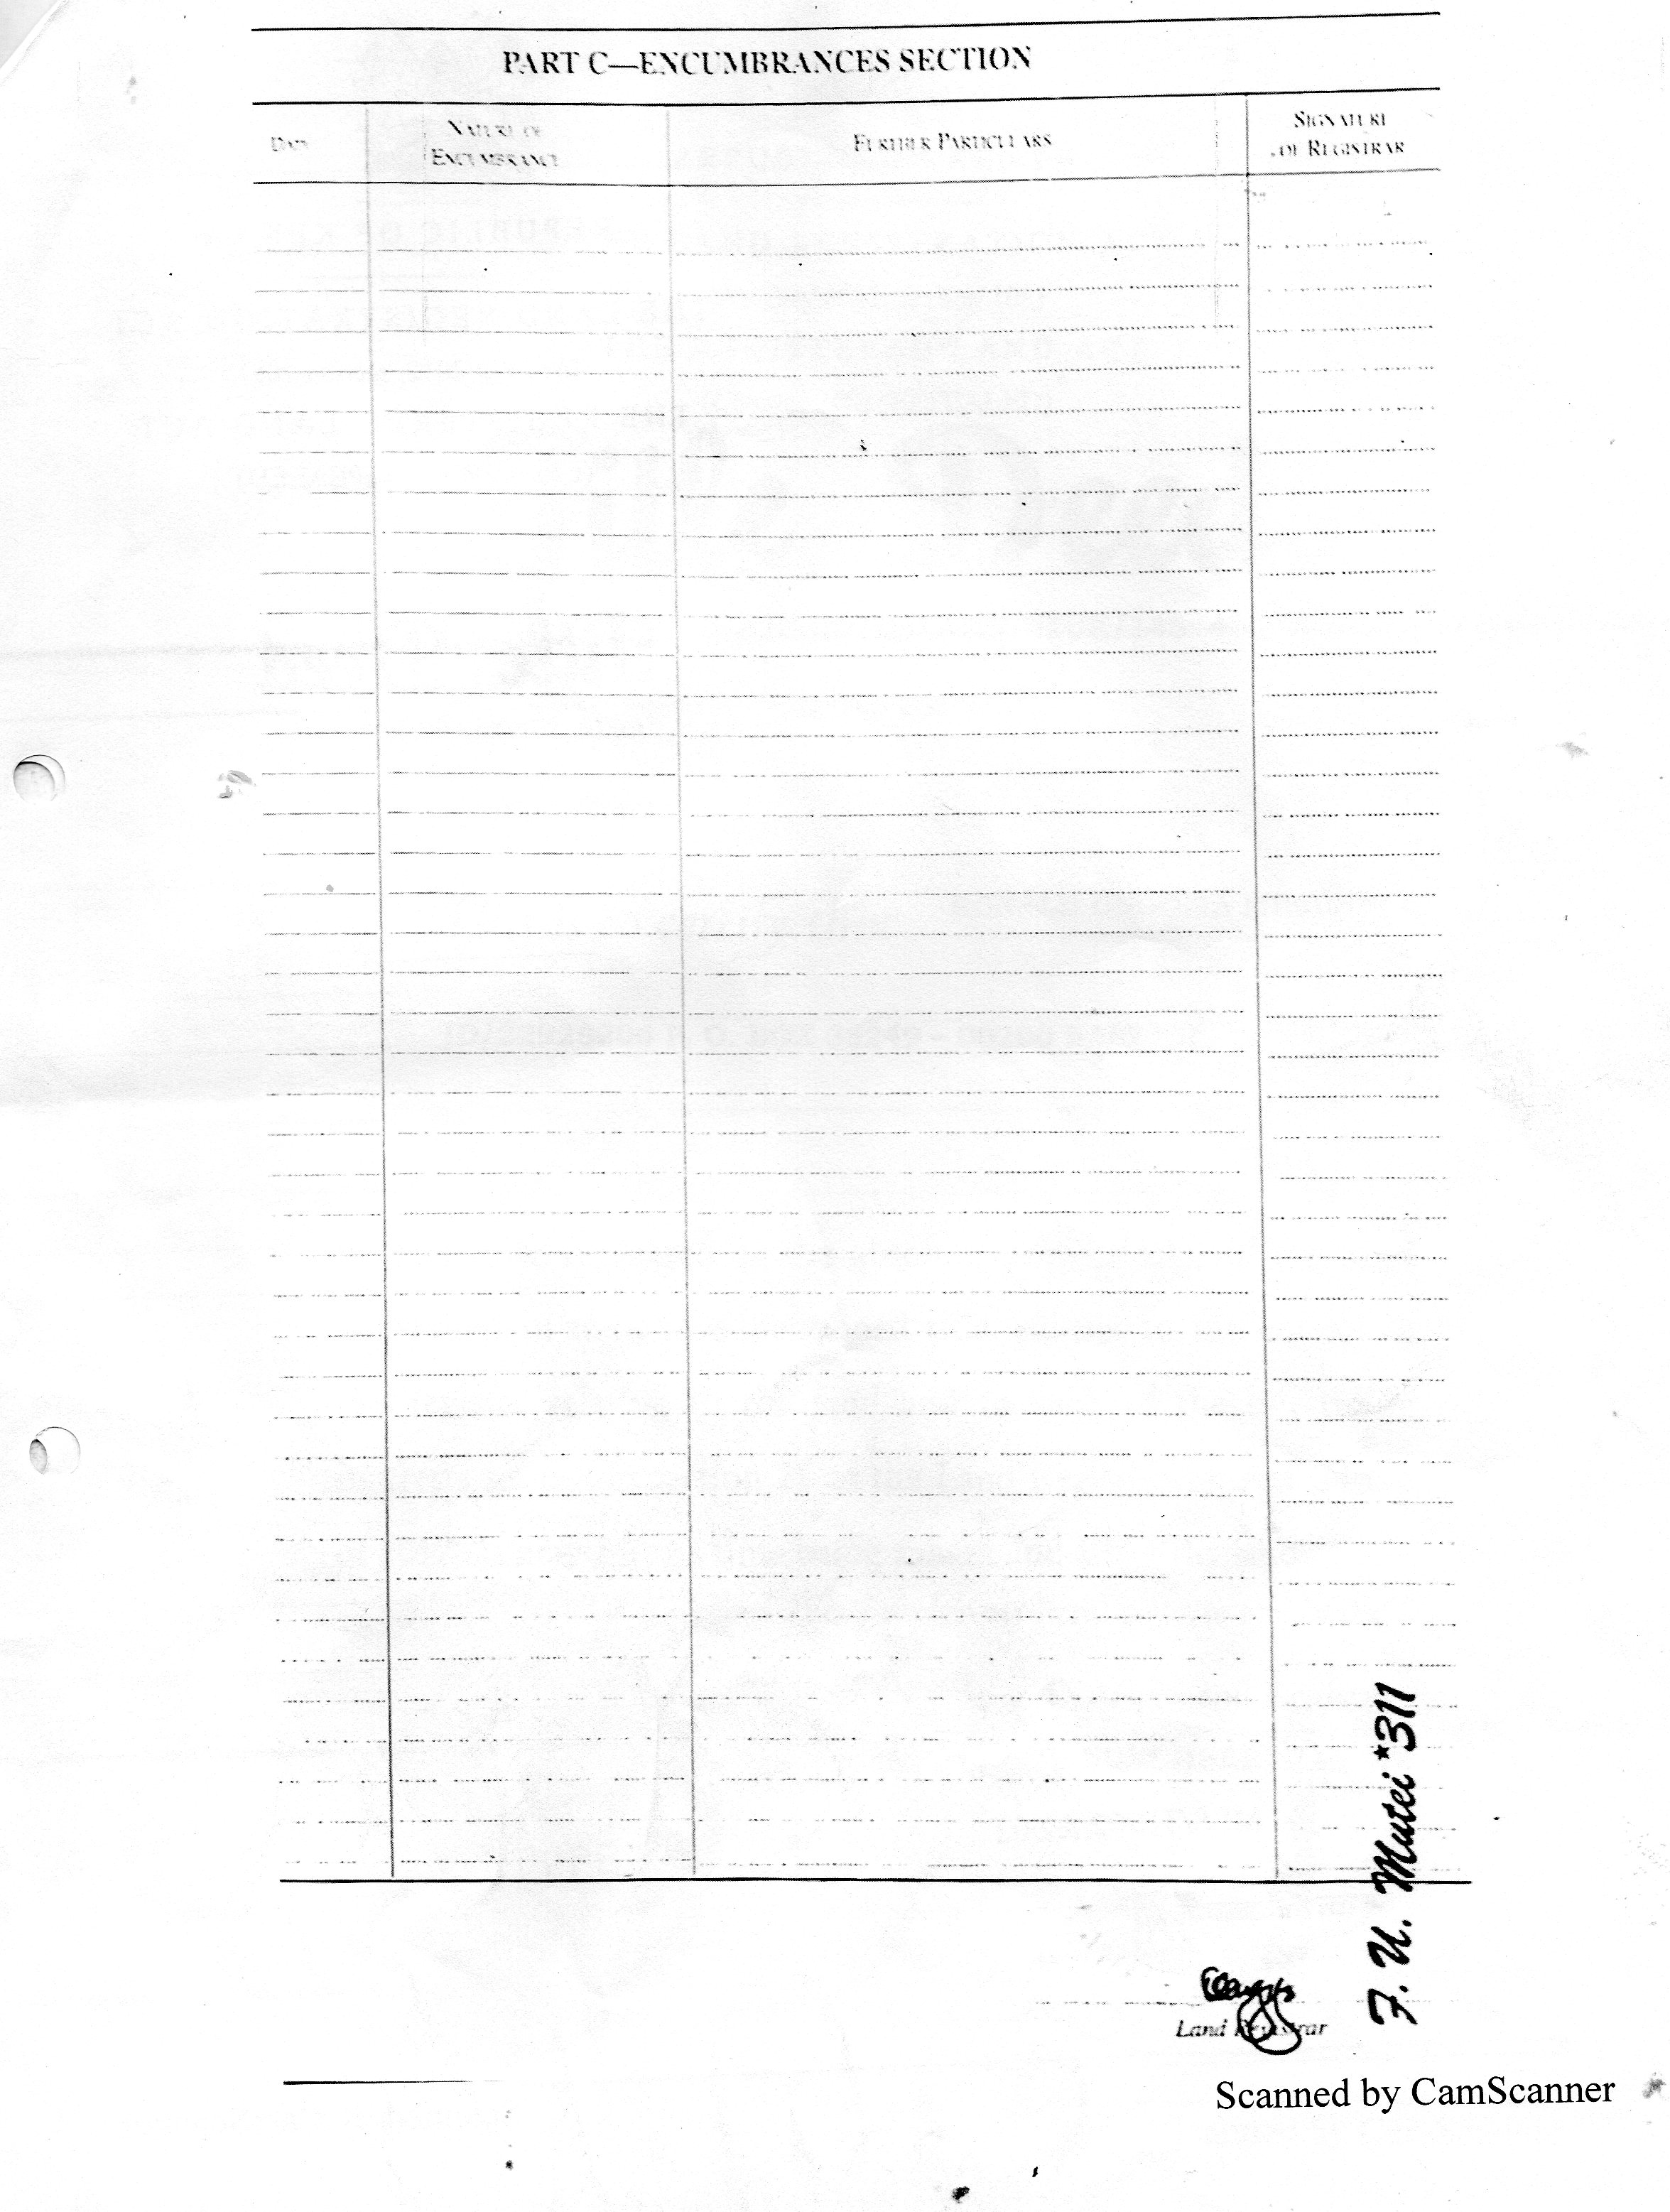 PART C—ENCUMBRANCES SECTION
DATE
NATURE OF
ENCUMBRANCE
FURTHER PARTICULARS
SIGNATURE
OF REGISTRAR
F. U. Mutei *311
Land Registrar
Scanned by CamScanner